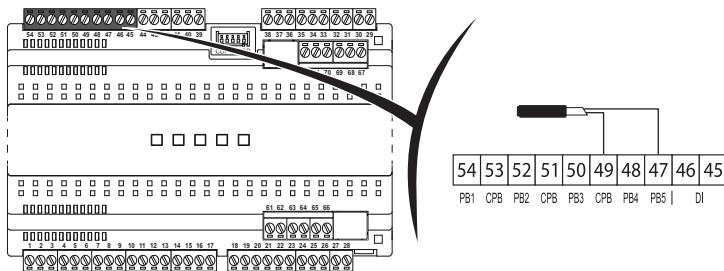 54 53 52 51 50 49 48 47 46 45 44 40 39
38 37 36 35 34 33 32 31 30 29
70 69 68 67
54 53 52 51 50 49 48 47 46 45
PB1 CPB PB2 CPB PB3 CPB PB4 PB5 | DI
61 62 63 64 65 66
1 2 3 4 5 6 7 8 9 10 11 12 13 14 15 16 17
18 19 20 21 22 23 24 25 26 27 28